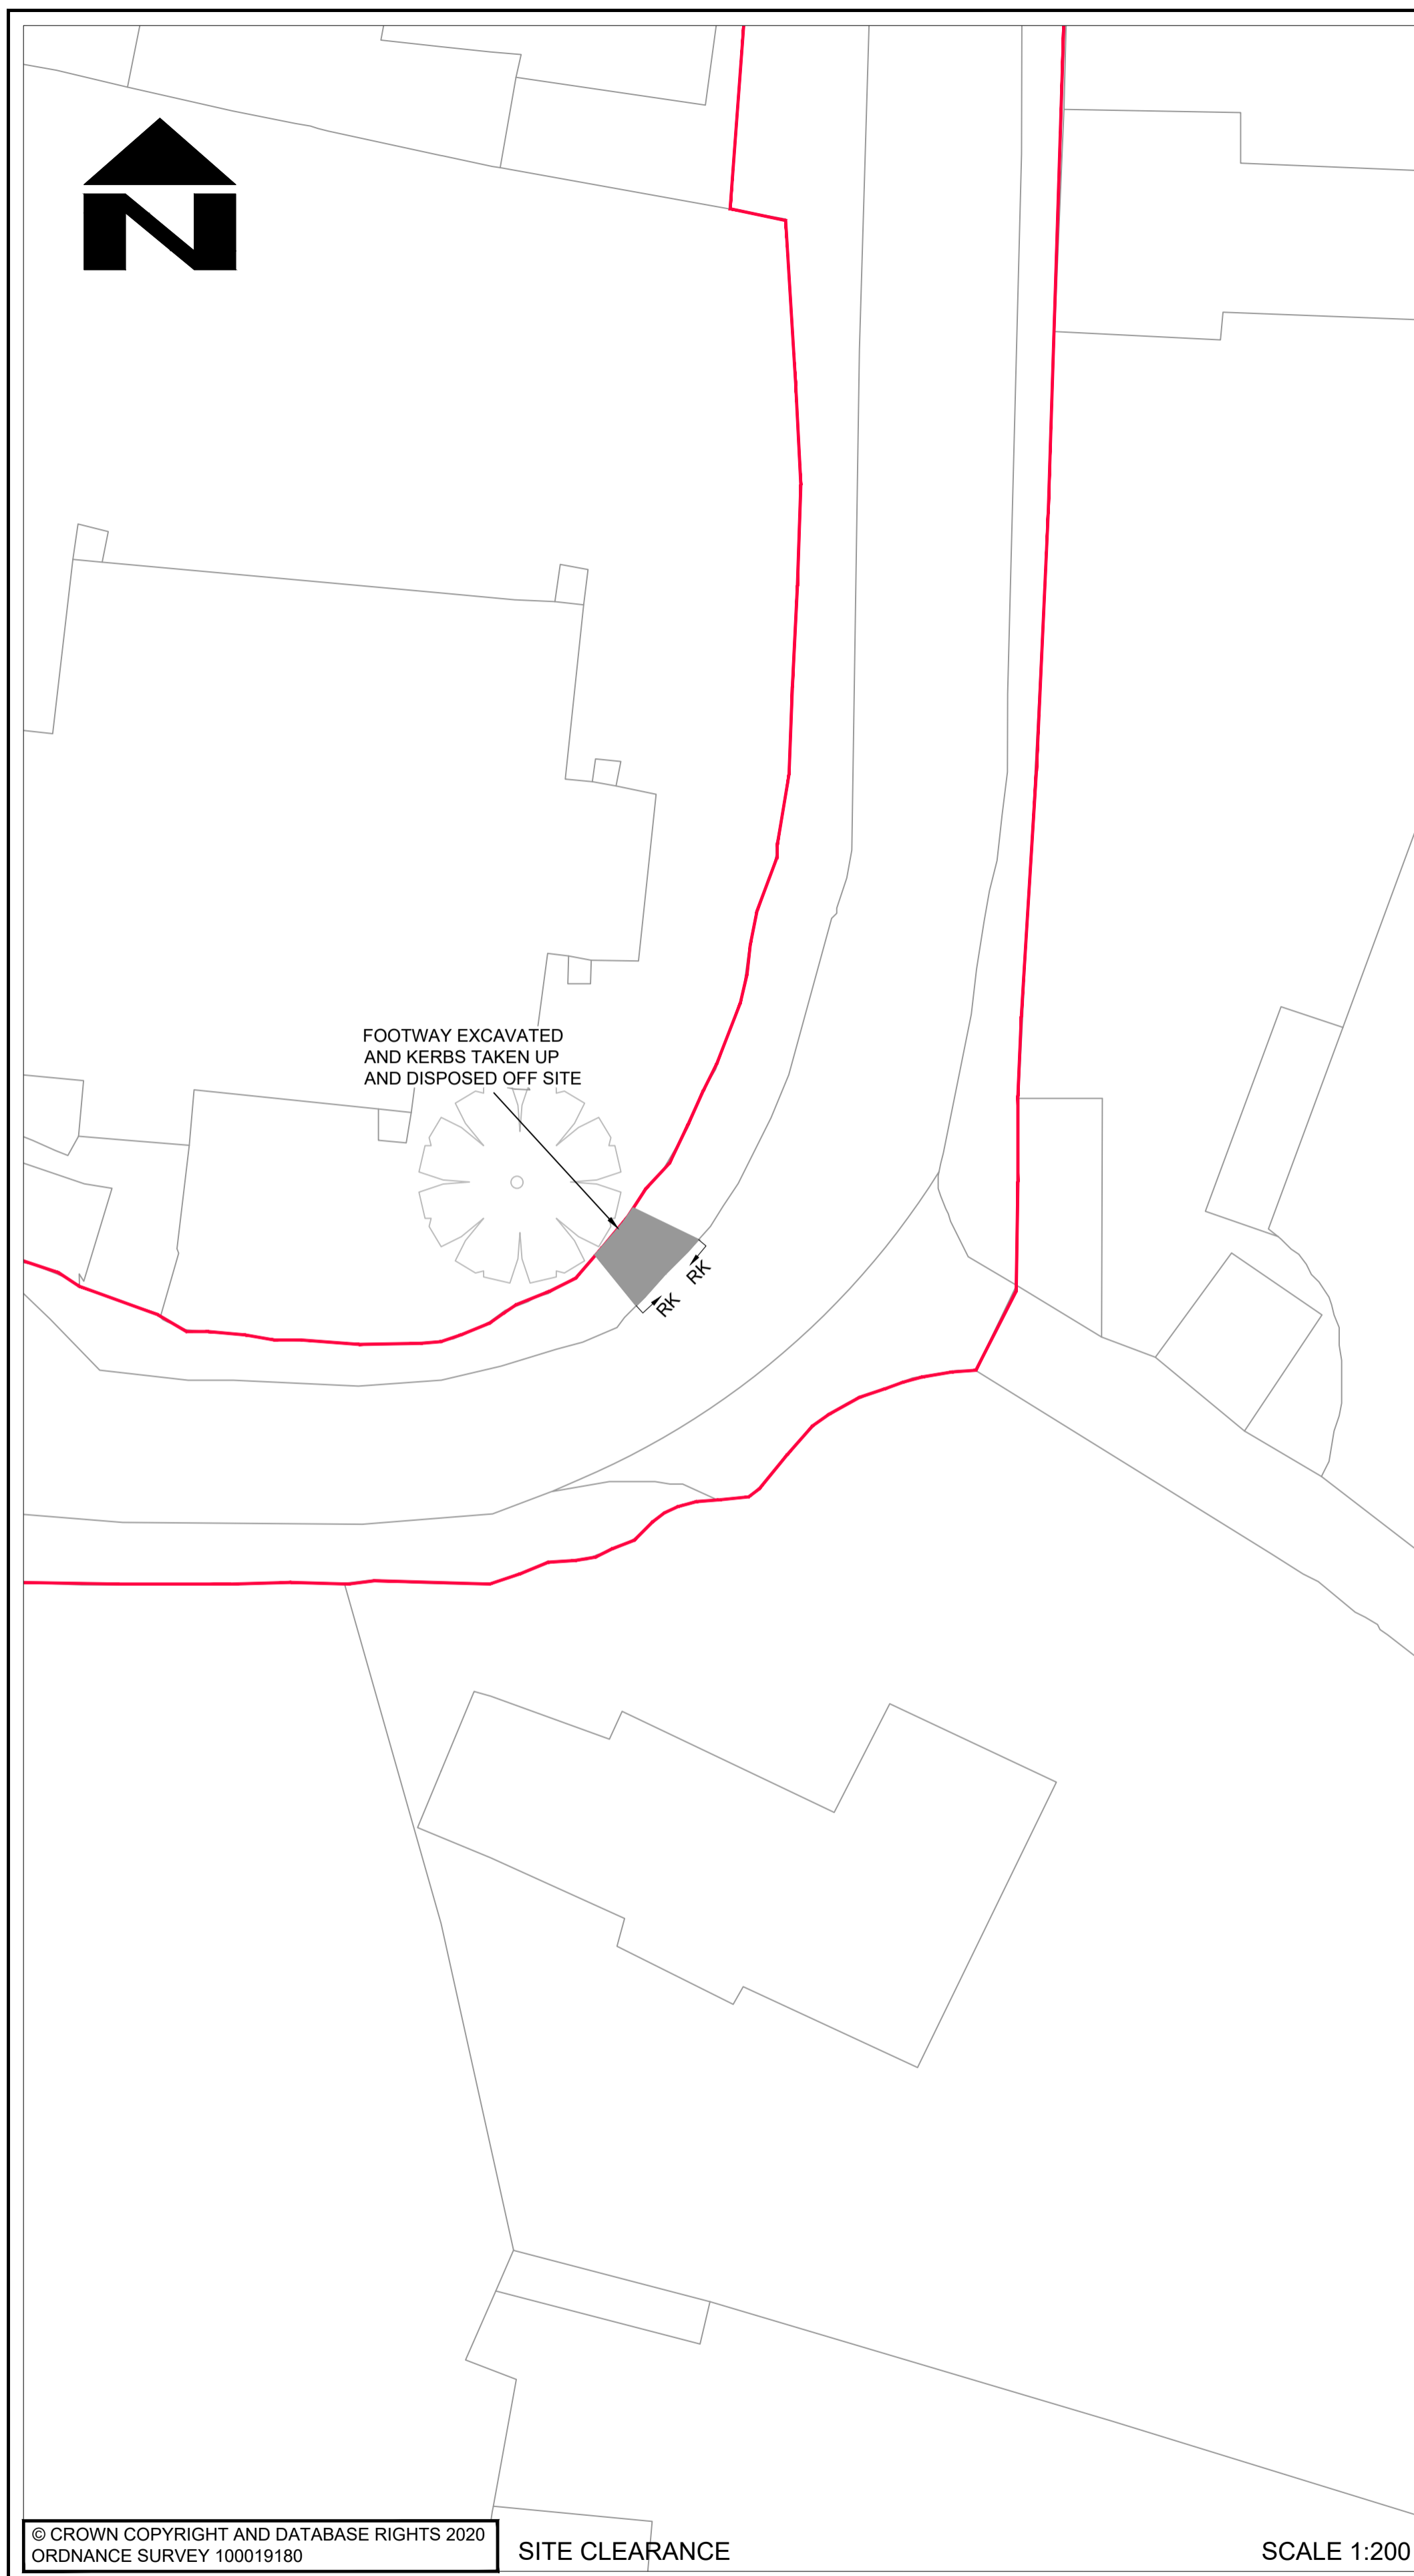 N
FOOTWAY EXCAVATED
AND KERBS TAKEN UP
AND DISPOSED OFF SITE
RK
RK
© CROWN COPYRIGHT AND DATABASE RIGHTS 2020
ORDNANCE SURVEY 100019180
SITE CLEARANCE
SCALE 1:200